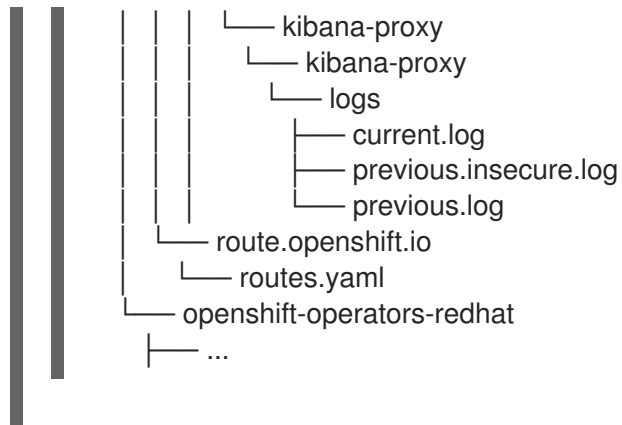 │ │ │ └── kibana-proxy
│ │ │ └── kibana-proxy
│ │ │ └── logs
│ │ │ ├── current.log
│ │ │ ├── previous.insecure.log
│ │ │ └── previous.log
│ └── route.openshift.io
│ └── routes.yaml
└── openshift-operators-redhat
├── ...